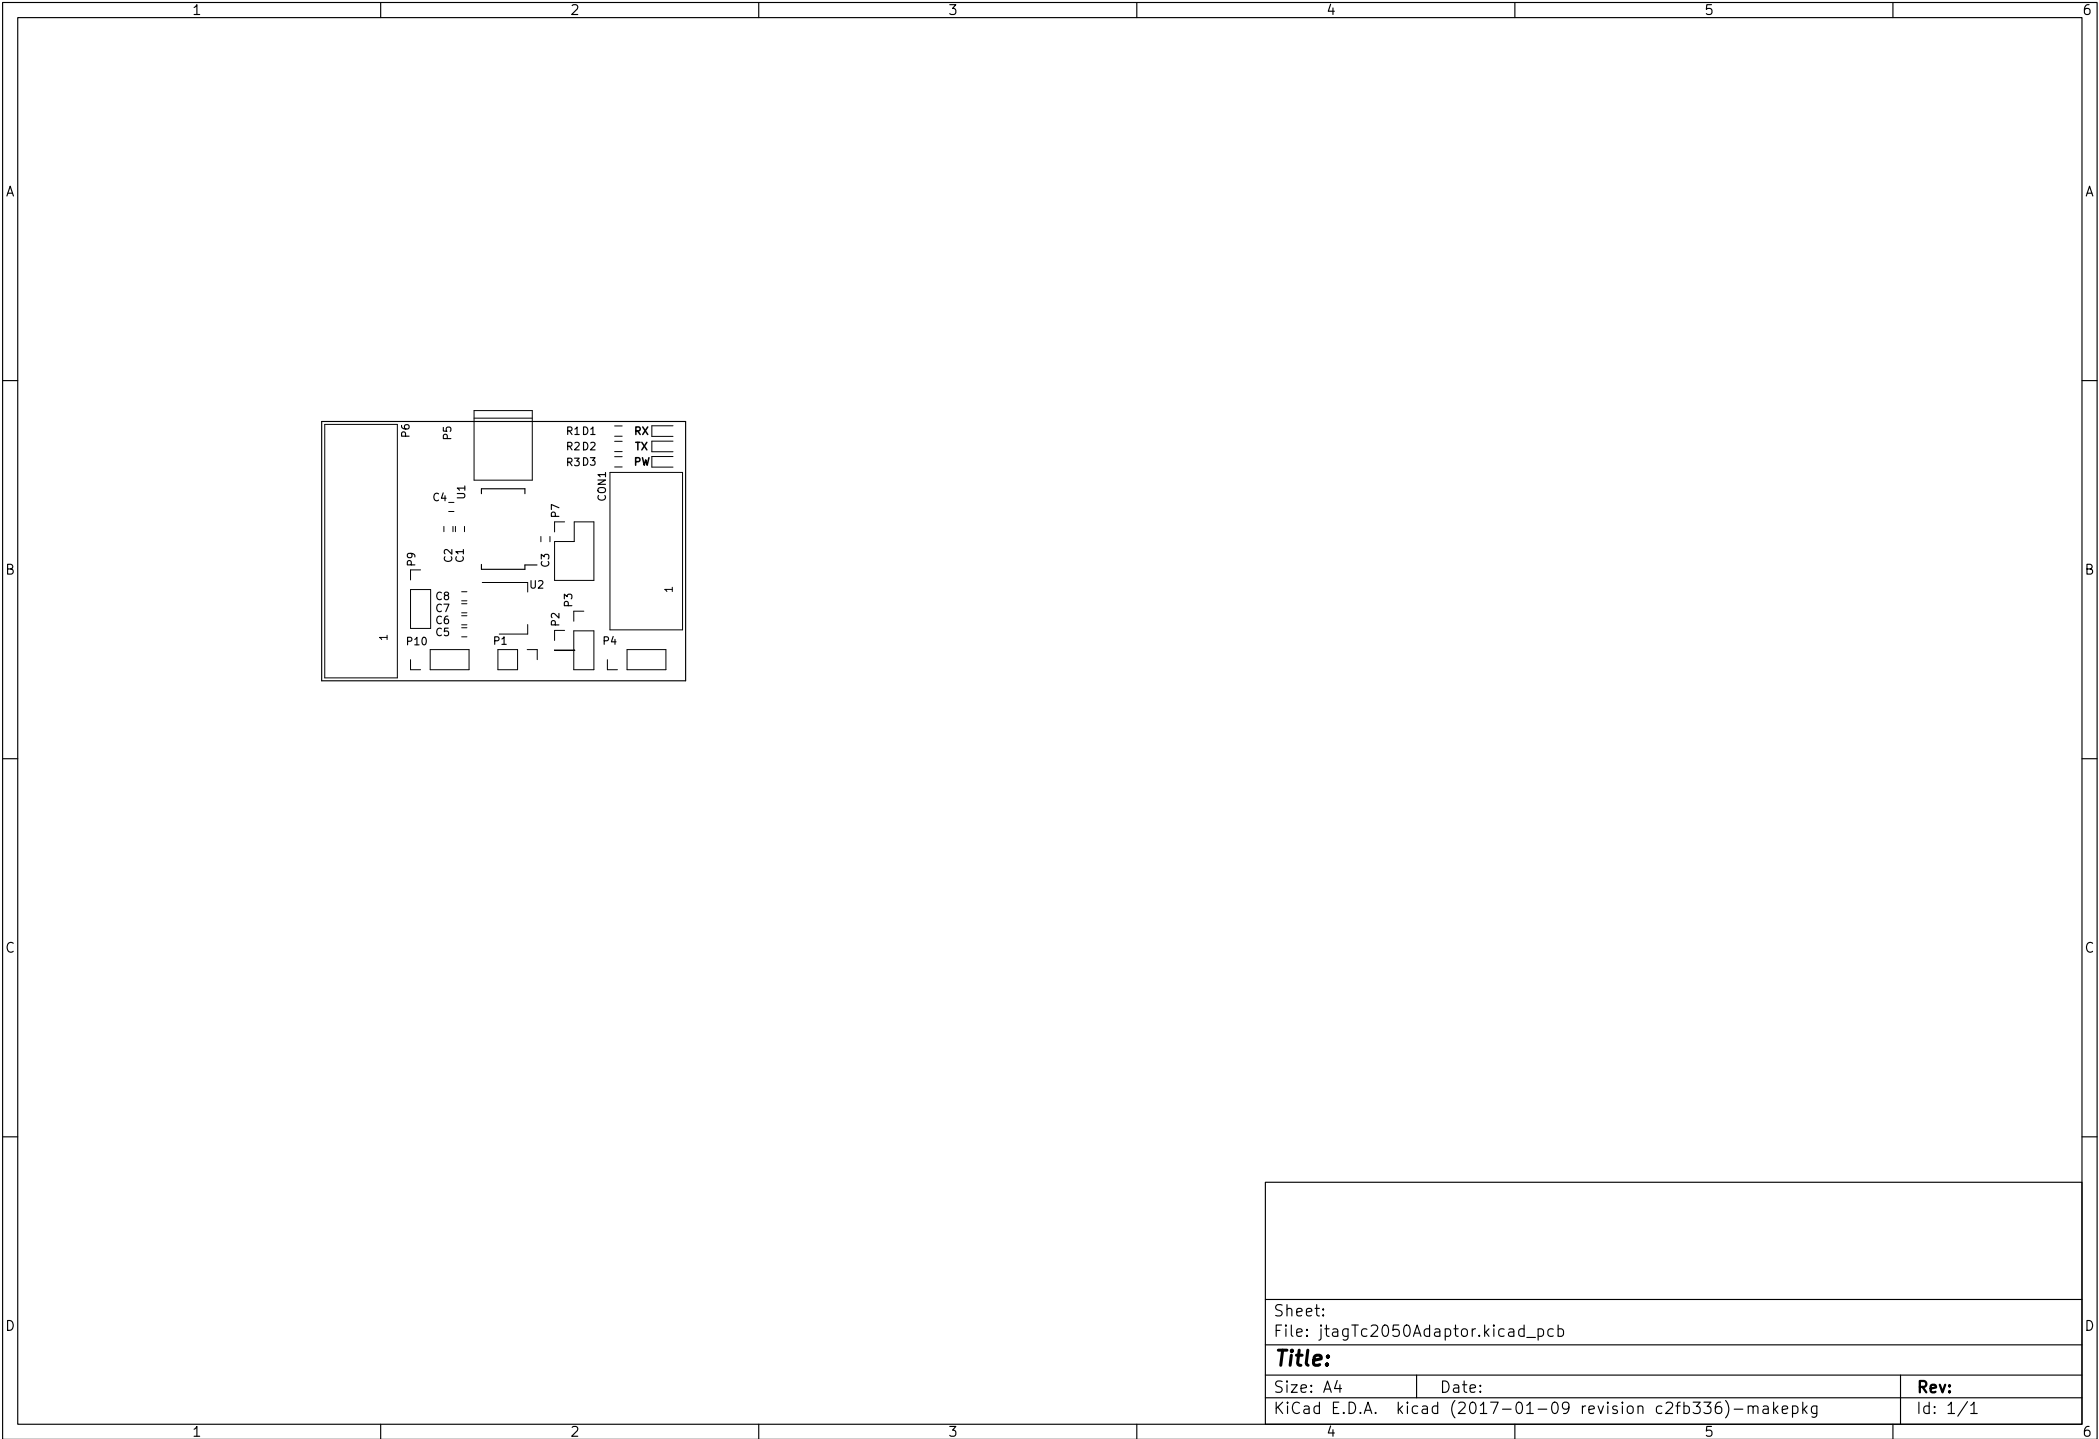 1 2 3 4 5 6
A A
P6 P5 R1 D1 RX
R2 D2 TX
R3 D3 PW
CON1
C4 U1
P7
C2 C1 C3
P9
B B
U2
1
C8
P3
C7
C6 P2
C5
1
P10 P1 P4
C C
Sheet:
D File: jtagTc2050Adaptor.kicad_pcb D
Title:
Size: A4 Date: Rev:
KiCad E.D.A. kicad (2017-01-09 revision c2fb336)-makepkg Id: 1/1
1 2 3 4 5 6